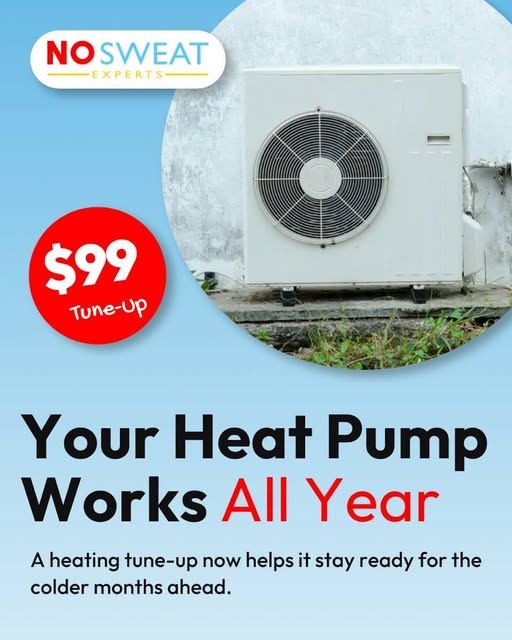 NO SWEAT
EXPERTS
$99
Tune-Up
Your Heat Pump
Works All Year
A heating tune-up now helps it stay ready for the
colder months ahead.